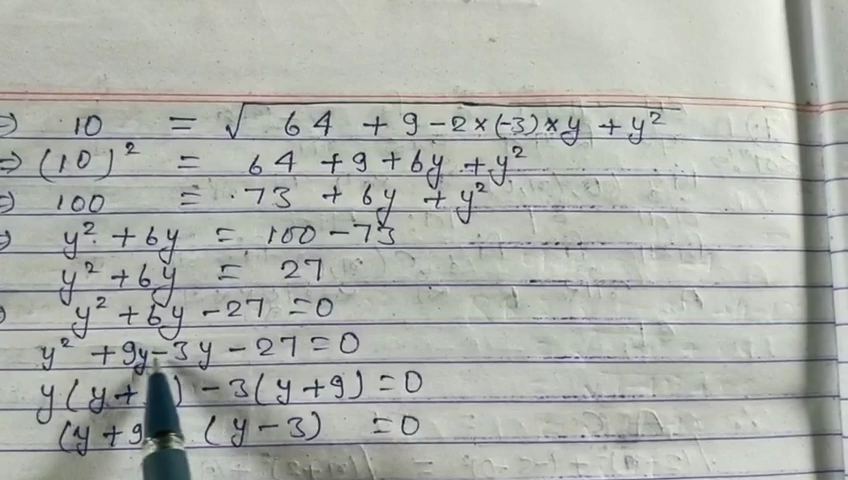 ⇒ 10 = √64 + 9 - 2×(-3)×y + y²
⇒ (10)² = 64 + 9 + 6y + y²
⇒ 100 = 73 + 6y + y²
⇒ y² + 6y = 100 - 73
y² + 6y = 27
y² + 6y - 27 = 0
y² + 9y - 3y - 27 = 0
y(y+ ) - 3(y+9) = 0
(y+9 (y-3) = 0